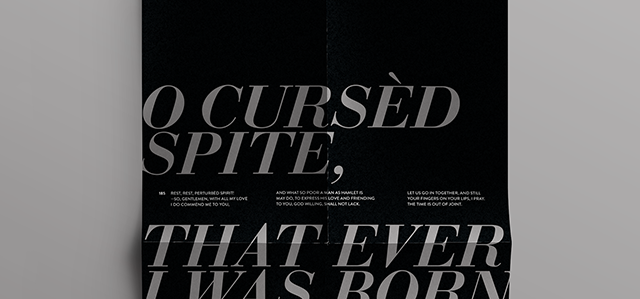 O CURSÈD
SPITE,
185 REST, REST, PERTURBÈD SPIRIT!
– SO, GENTLEMEN, WITH ALL MY LOVE
I DO COMMEND ME TO YOU,
AND WHAT SO POOR A MAN AS HAMLET IS
MAY DO, TO EXPRESS HIS LOVE AND FRIENDING
TO YOU, GOD WILLING, SHALL NOT LACK.
LET US GO IN TOGETHER, AND STILL
YOUR FINGERS ON YOUR LIPS, I PRAY.
THE TIME IS OUT OF JOINT.
THAT EVER
I WAS BORN